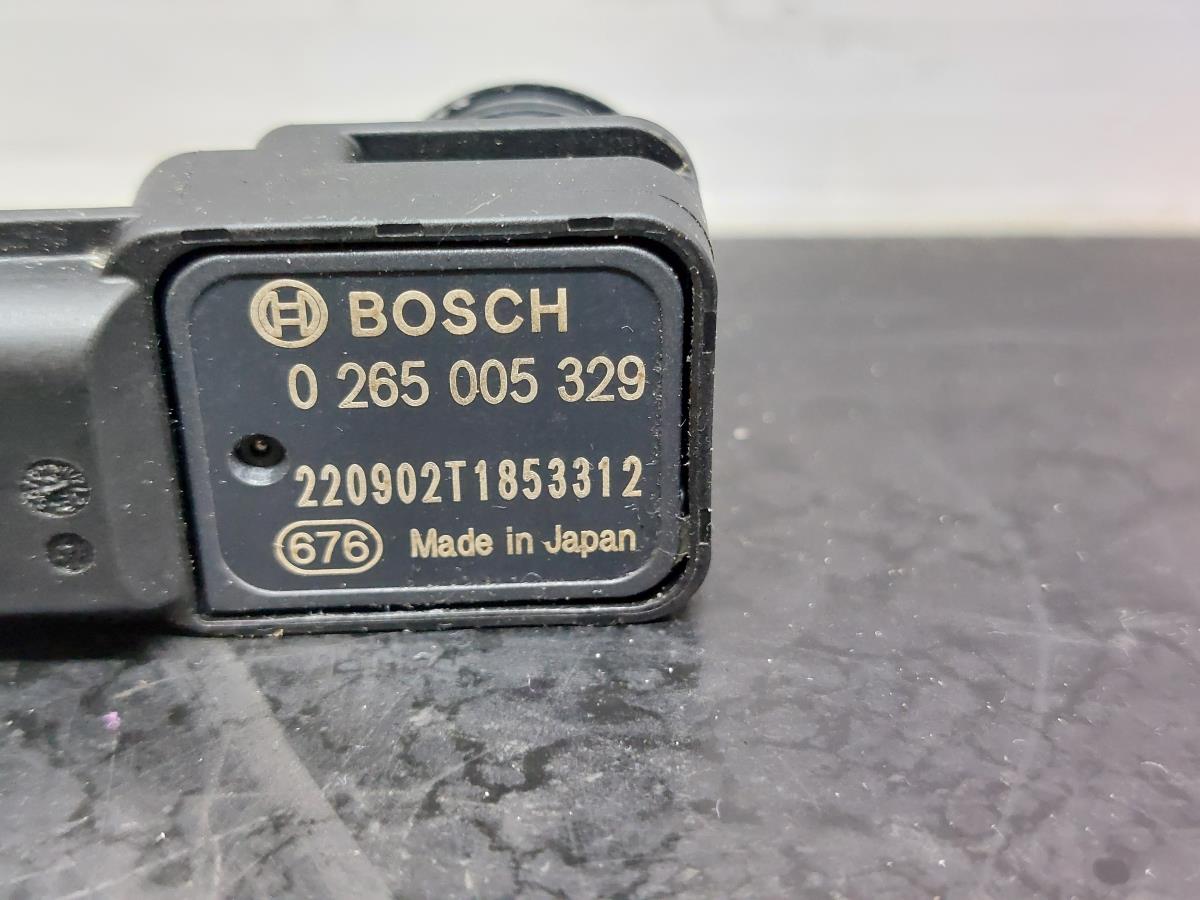 BOSCH
0 265 005 329
220902T1853312
676 Made in Japan